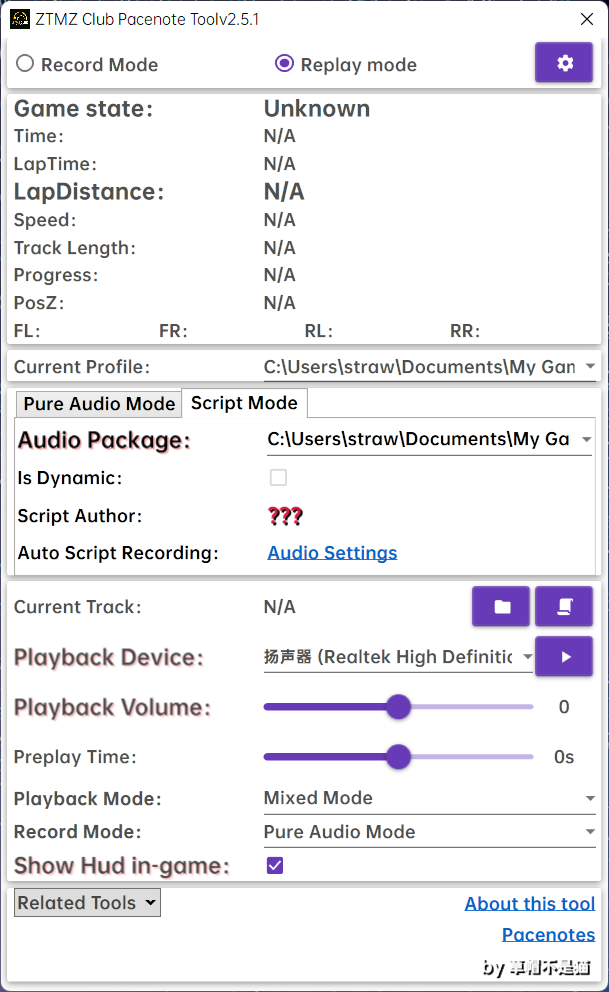 ZTMZ Club Pacenote Toolv2.5.1
Record Mode
Replay mode
Game state: Unknown
Time: N/A
LapTime: N/A
LapDistance: N/A
Speed: N/A
Track Length: N/A
Progress: N/A
PosZ: N/A
FL: FR: RL: RR:
Current Profile: C:\Users\straw\Documents\My Gan
Pure Audio Mode Script Mode
Audio Package: C:\Users\straw\Documents\My Ga
Is Dynamic:
Script Author: ???
Auto Script Recording: Audio Settings
Current Track: N/A
Playback Device: 扬声器 (Realtek High Definitic
Playback Volume: 0
Preplay Time: 0s
Playback Mode: Mixed Mode
Record Mode: Pure Audio Mode
Show Hud in-game:
Related Tools About this tool
Pacenotes
by 草帽不是猫